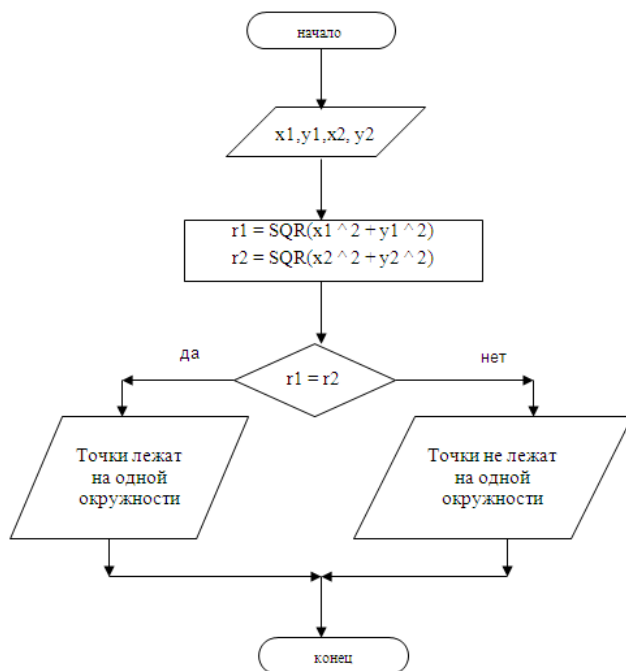 начало
x1,y1,x2, y2
r1 = SQR(x1 ^ 2 + y1 ^ 2)
r2 = SQR(x2 ^ 2 + y2 ^ 2)
да
нет
r1 = r2
Точки лежат
на одной
окружности
Точки не лежат
на одной
окружности
конец